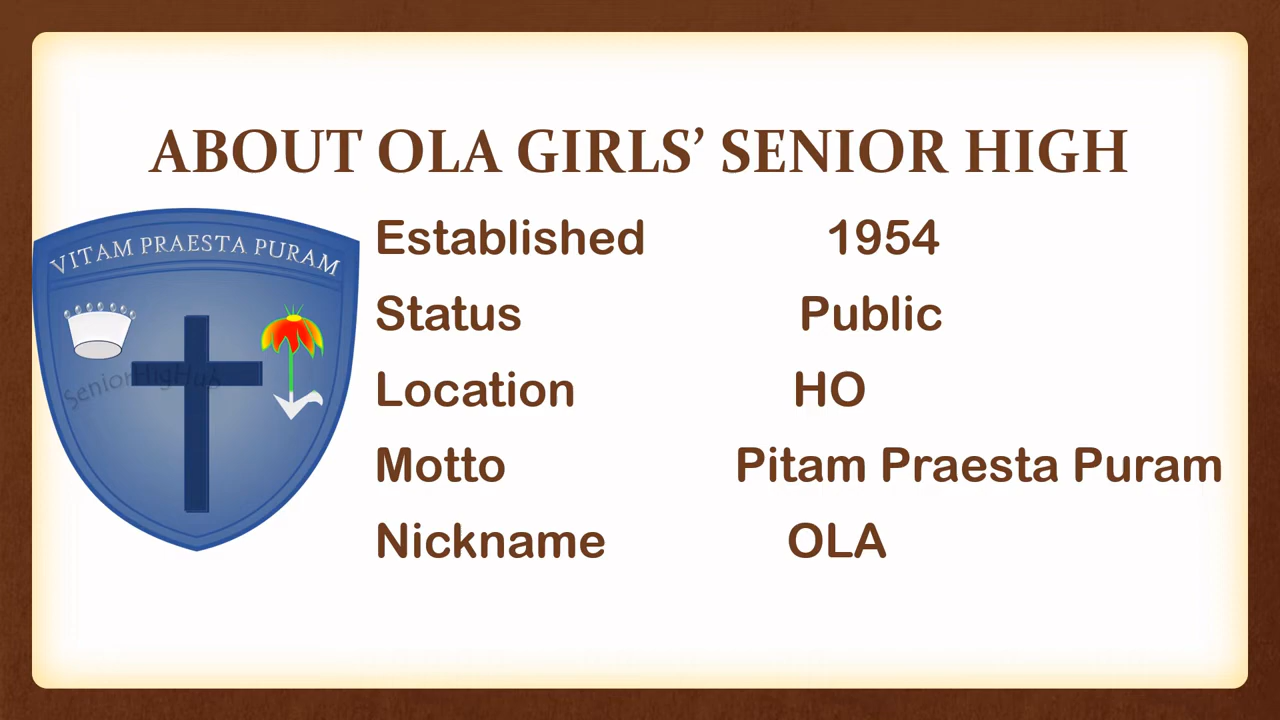 ABOUT OLA GIRLS’ SENIOR HIGH
VITAM PRAESTA PURAM
SeniorHigHub
Established 1954
Status Public
Location HO
Motto Pitam Praesta Puram
Nickname OLA